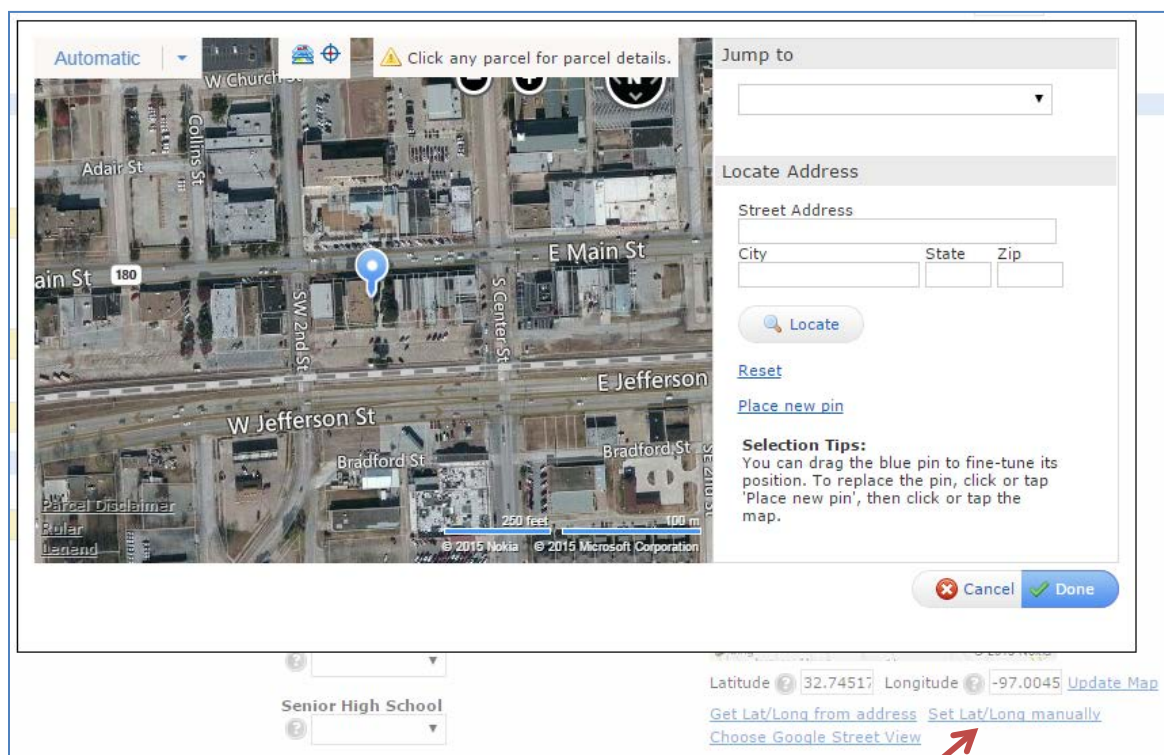 Automatic
Click any parcel for parcel details.
Jump to
W Church
N
Collins St
Adair St
Locate Address
Street Address
City State Zip
E Main St
ain St 180
SW 2nd St
S Center St
Locate
Reset
E Jefferson
Place new pin
W Jefferson St
Bradford St
Bradford St
SE 2nd St
Selection Tips:
You can drag the blue pin to fine-tune its
position. To replace the pin, click or tap
'Place new pin', then click or tap the
map.
Parcel Disclaimer
Ruler
Legend
250 feet 100 m
© 2015 Nokia © 2015 Microsoft Corporation
Cancel Done
Latitude 32.74517 Longitude -97.0045 Update Map
Senior High School
Get Lat/Long from address Set Lat/Long manually
Choose Google Street View